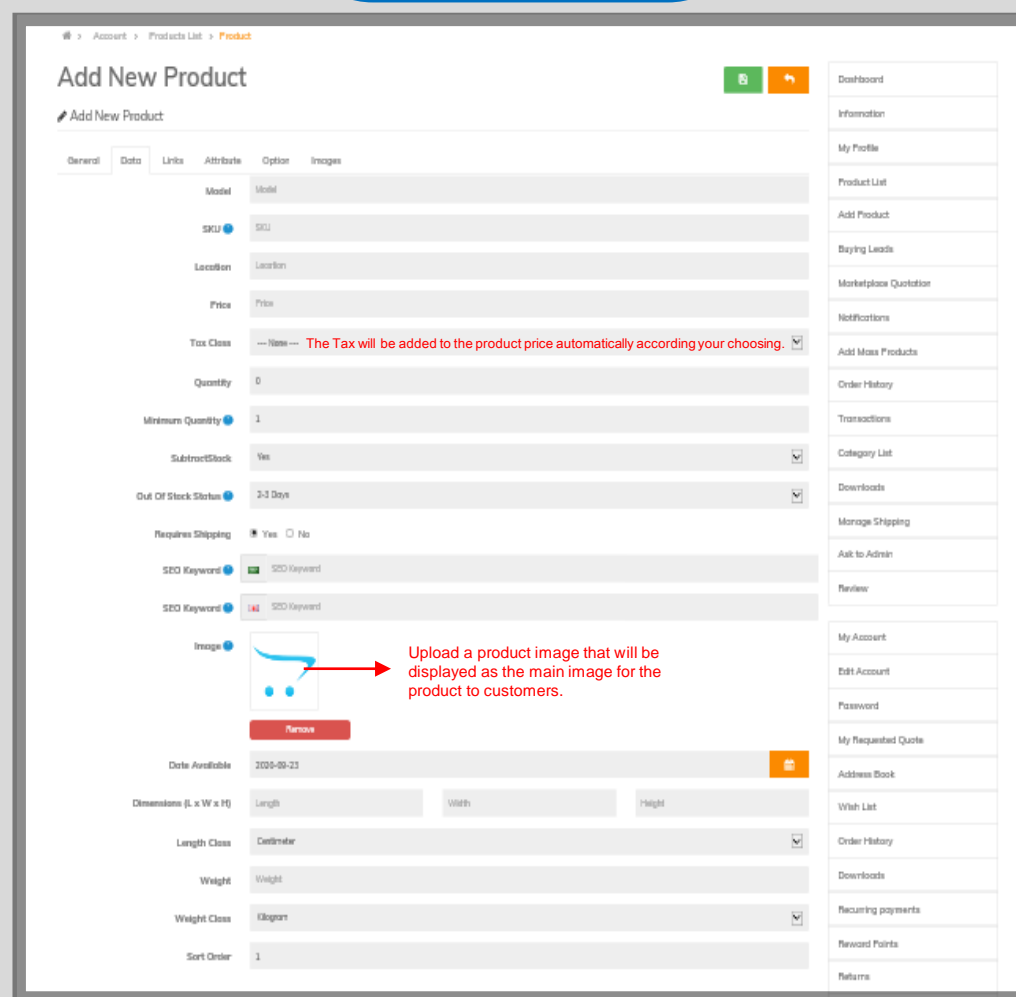 Account > Products List > Product
Add New Product
Add New Product
General Data Links Attribute Option Images
Model Model
SKU SKU
Location Location
Price Price
Tax Class --- None --- The Tax will be added to the product price automatically according your choosing.
Quantity 0
Minimum Quantity 1
SubtractStock Yes
Out Of Stock Status 2-3 Days
Requires Shipping Yes No
SEO Keyword SEO Keyword
SEO Keyword SEO Keyword
Image
Upload a product image that will be
displayed as the main image for the
product to customers.
Remove
Date Available 2020-09-23
Dimensions (L x W x H) Length Width Height
Length Class Centimeter
Weight Weight
Weight Class Kilogram
Sort Order 1
Dashboard
Information
My Profile
Product List
Add Product
Buying Leads
Marketplace Quotation
Notifications
Add Mass Products
Order History
Transactions
Category List
Downloads
Manage Shipping
Ask to Admin
Review
My Account
Edit Account
Password
My Requested Quote
Address Book
Wish List
Order History
Downloads
Recurring payments
Reward Points
Returns